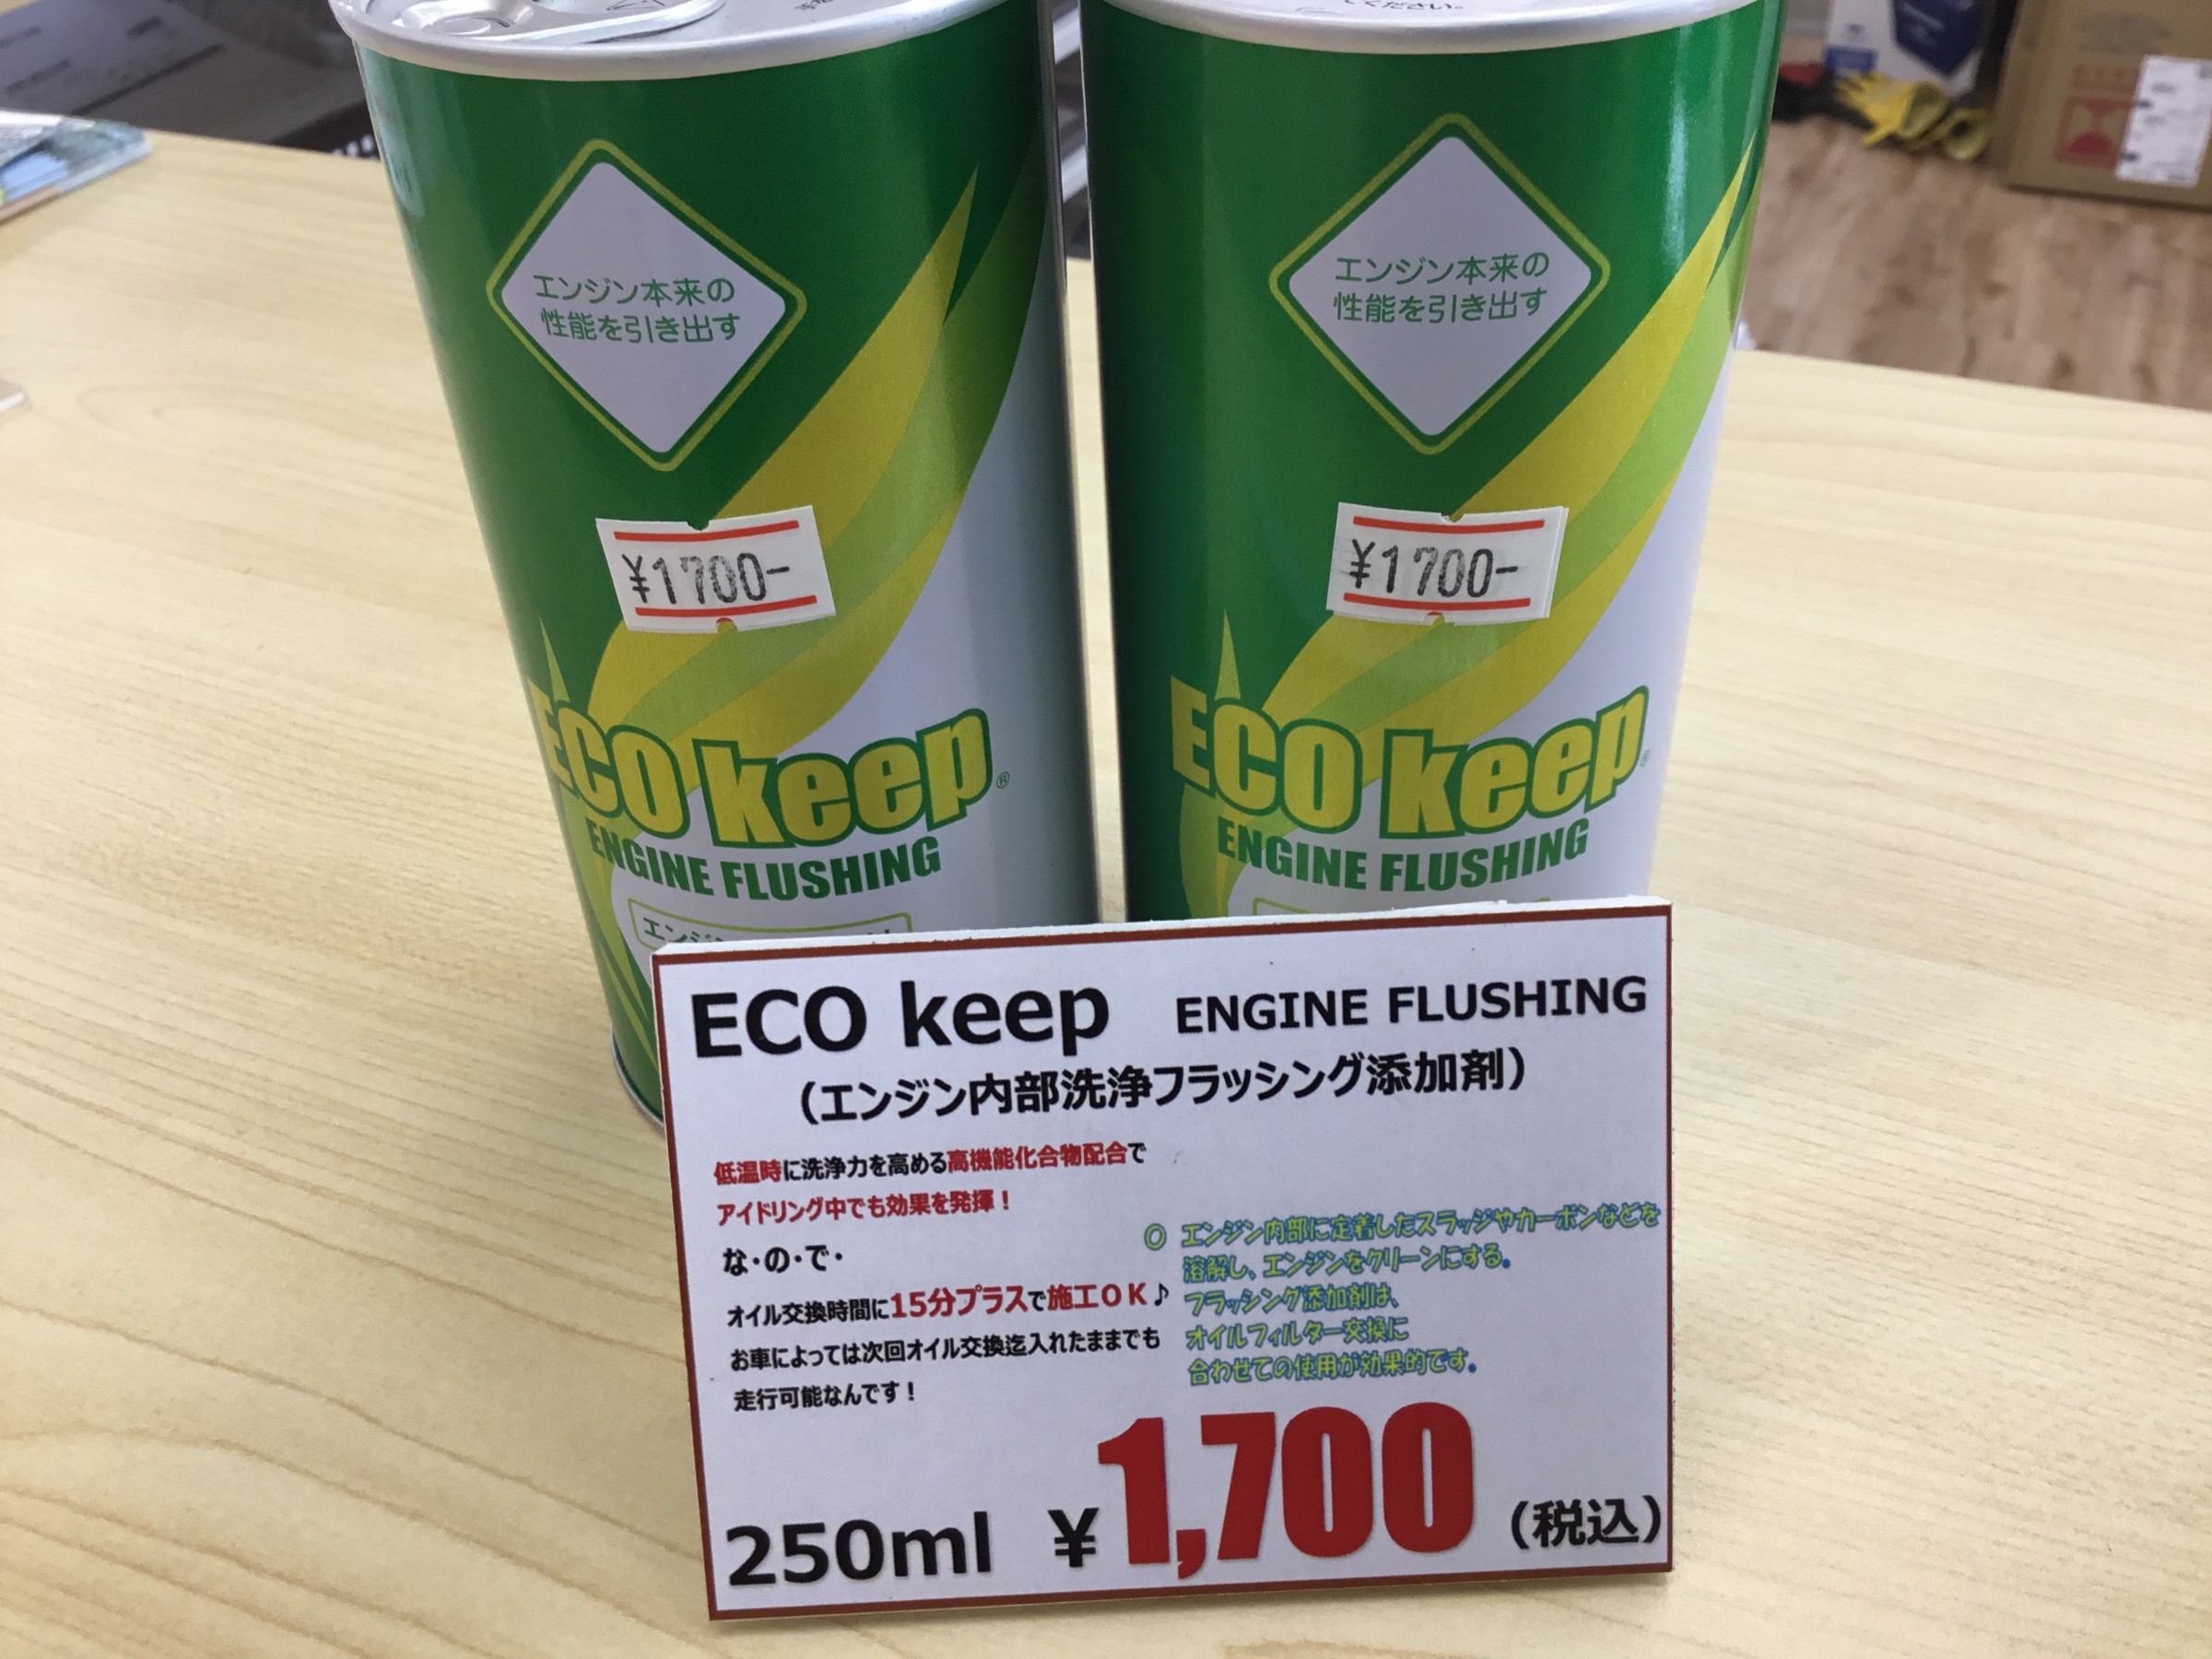 エンジン本来の
性能を引き出す
¥1700-
ECO keep®
ENGINE FLUSHING
エンジン本来の
性能を引き出す
¥1700-
ECO keep®
ENGINE FLUSHING
ECO keep ENGINE FLUSHING
（エンジン内部洗浄フラッシング添加剤）
低温時に洗浄力を高める高機能化合物配合で
アイドリング中でも効果を発揮！
な・の・で・
オイル交換時間に15分プラスで施工ＯＫ♪
お車によっては次回オイル交換迄入れたままでも
走行可能なんです！
○ エンジン内部に定着したスラッジやカーボンなどを
溶解し、エンジンをクリーンにする。
フラッシング添加剤は、
オイルフィルター交換に
合わせての使用が効果的です。
250ml ¥1,700（税込）